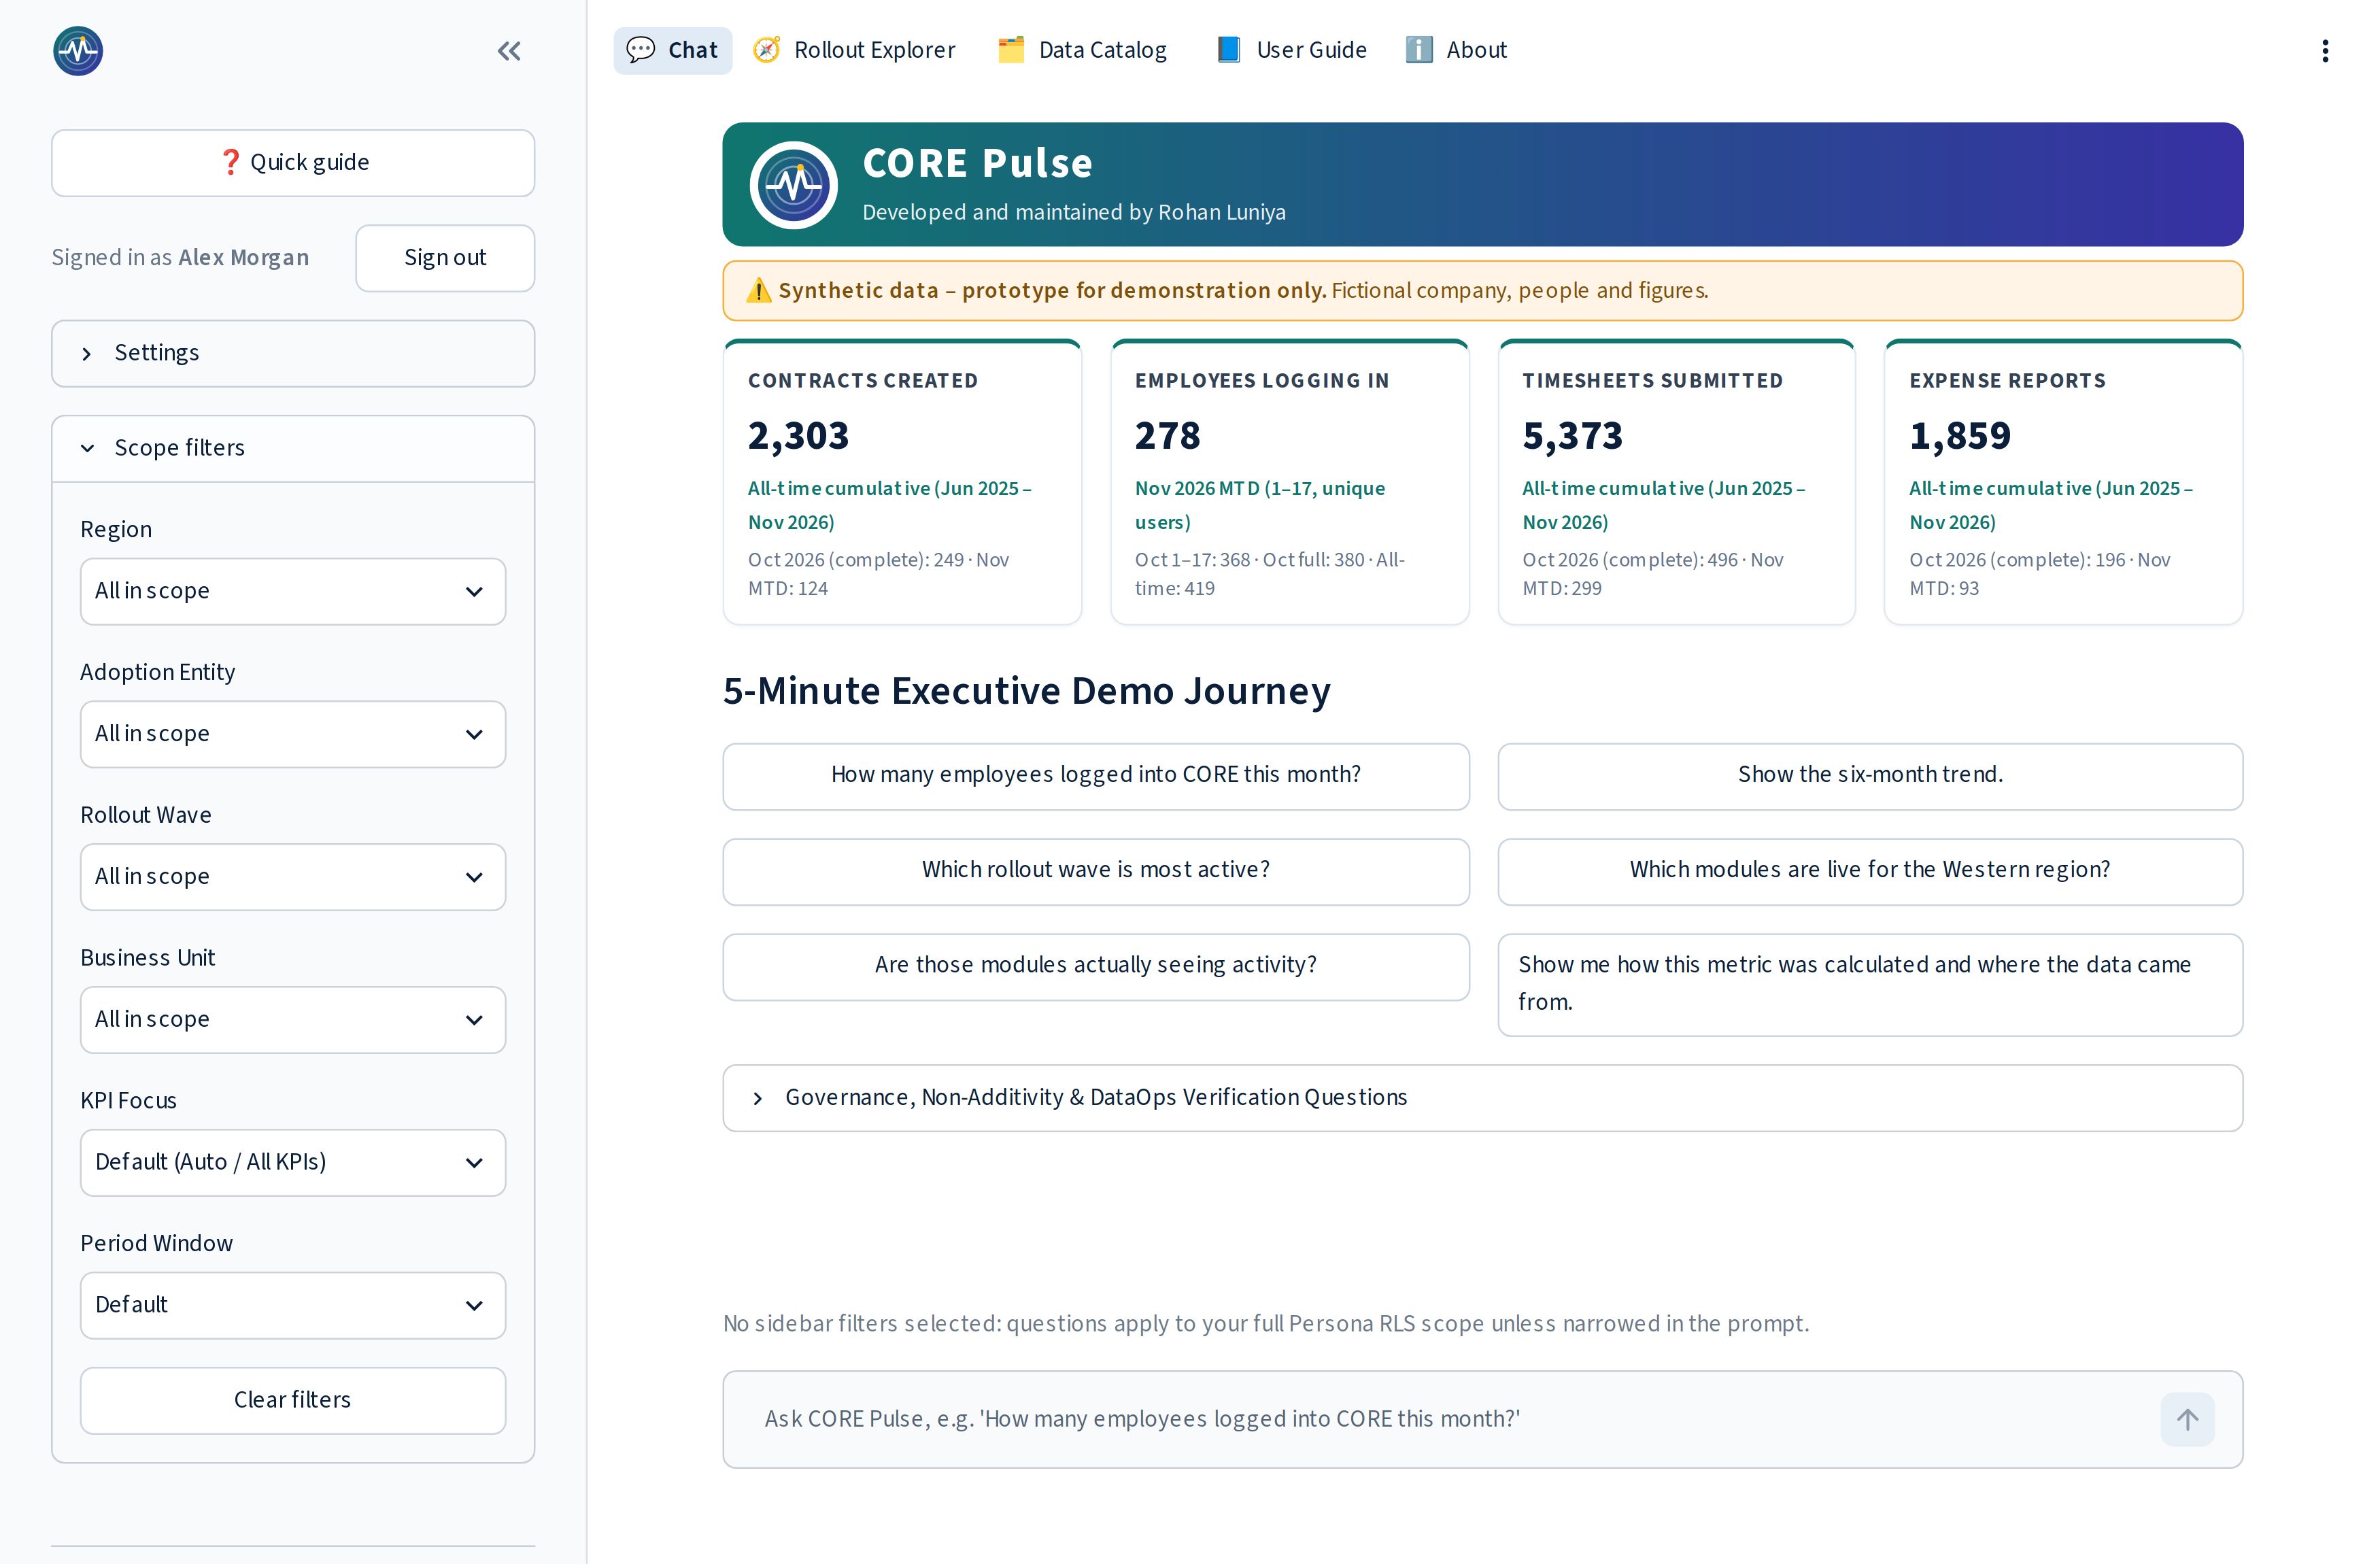 Quick guide
Signed in as Alex Morgan
Sign out
Settings
Scope filters
Region
All in scope
Adoption Entity
All in scope
Rollout Wave
All in scope
Business Unit
All in scope
KPI Focus
Default (Auto / All KPIs)
Period Window
Default
Clear filters
Chat
Rollout Explorer
Data Catalog
User Guide
About
CORE Pulse
Developed and maintained by Rohan Luniya
Synthetic data – prototype for demonstration only. Fictional company, people and figures.
CONTRACTS CREATED
2,303
All-time cumulative (Jun 2025 –
Nov 2026)
Oct 2026 (complete): 249 · Nov
MTD: 124
EMPLOYEES LOGGING IN
278
Nov 2026 MTD (1–17, unique
users)
Oct 1–17: 368 · Oct full: 380 · All-
time: 419
TIMESHEETS SUBMITTED
5,373
All-time cumulative (Jun 2025 –
Nov 2026)
Oct 2026 (complete): 496 · Nov
MTD: 299
EXPENSE REPORTS
1,859
All-time cumulative (Jun 2025 –
Nov 2026)
Oct 2026 (complete): 196 · Nov
MTD: 93
5-Minute Executive Demo Journey
How many employees logged into CORE this month?
Show the six-month trend.
Which rollout wave is most active?
Which modules are live for the Western region?
Are those modules actually seeing activity?
Show me how this metric was calculated and where the data came
from.
Governance, Non-Additivity & DataOps Verification Questions
No sidebar filters selected: questions apply to your full Persona RLS scope unless narrowed in the prompt.
Ask CORE Pulse, e.g. 'How many employees logged into CORE this month?'